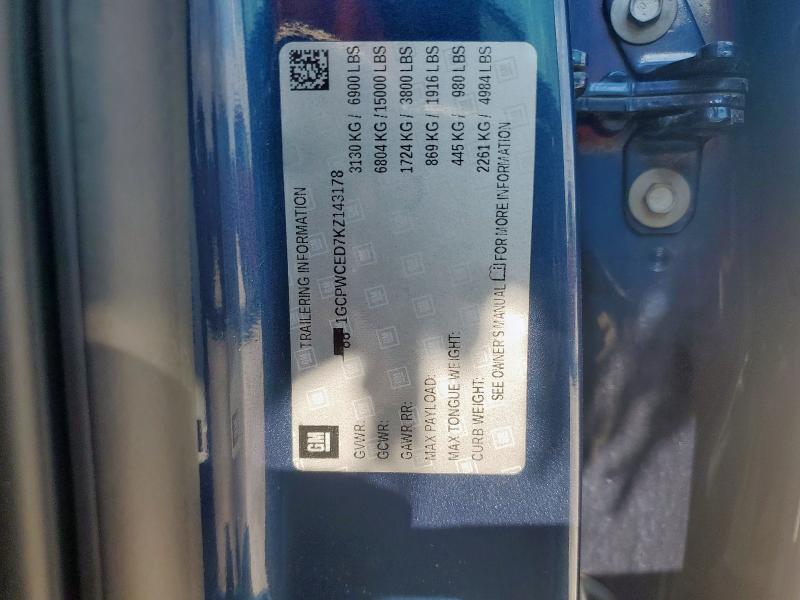 GM
TRAILERING INFORMATION
1GCPWCED7KZ143178
GVWR: 3130 KG / 6900 LBS
GCWR: 6804 KG /15000 LBS
GAWR RR: 1724 KG / 3800 LBS
MAX PAYLOAD: 869 KG / 1916 LBS
MAX TONGUE WEIGHT: 445 KG / 980 LBS
CURB WEIGHT: 2261 KG / 4984 LBS
SEE OWNER'S MANUAL FOR MORE INFORMATION